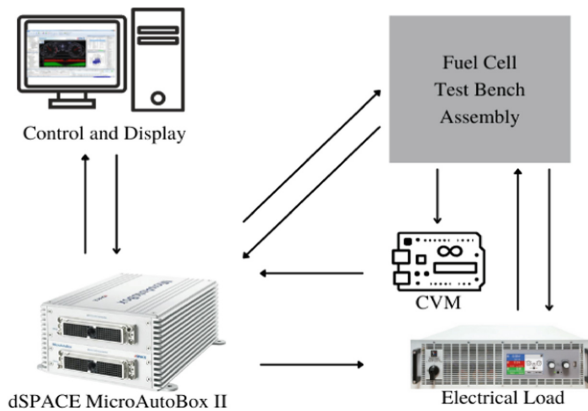 Fuel Cell
Test Bench
Assembly
Control and Display
CVM
dSPACE MicroAutoBox II
Electrical Load